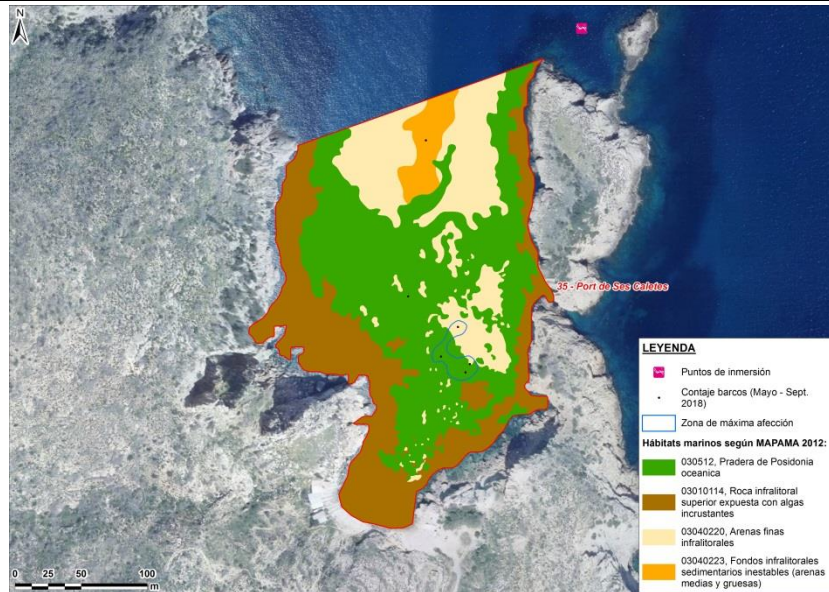 N
35 - Port de Ses Caletes
LEYENDA
Puntos de inmersión
Contaje barcos (Mayo - Sept.
2018)
Zona de máxima afección
Hábitats marinos según MAPAMA 2012:
030512, Pradera de Posidonia
oceanica
03010114, Roca infralitoral
superior expuesta con algas
incrustantes
03040220, Arenas finas
infralitorales
03040223, Fondos infralitorales
sedimentarios inestables (arenas
medias y gruesas)
0 25 50 100
m